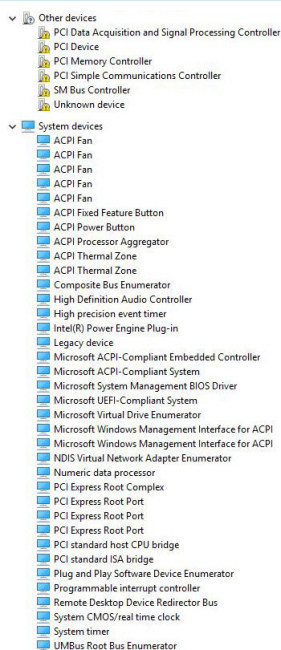 Other devices
PCI Data Acquisition and Signal Processing Controller
PCI Device
PCI Memory Controller
PCI Simple Communications Controller
SM Bus Controller
Unknown device
System devices
ACPI Fan
ACPI Fan
ACPI Fan
ACPI Fan
ACPI Fan
ACPI Fixed Feature Button
ACPI Power Button
ACPI Processor Aggregator
ACPI Thermal Zone
ACPI Thermal Zone
Composite Bus Enumerator
High Definition Audio Controller
High precision event timer
Intel(R) Power Engine Plug-in
Legacy device
Microsoft ACPI-Compliant Embedded Controller
Microsoft ACPI-Compliant System
Microsoft System Management BIOS Driver
Microsoft UEFI-Compliant System
Microsoft Virtual Drive Enumerator
Microsoft Windows Management Interface for ACPI
Microsoft Windows Management Interface for ACPI
NDIS Virtual Network Adapter Enumerator
Numeric data processor
PCI Express Root Complex
PCI Express Root Port
PCI Express Root Port
PCI Express Root Port
PCI standard host CPU bridge
PCI standard ISA bridge
Plug and Play Software Device Enumerator
Programmable interrupt controller
Remote Desktop Device Redirector Bus
System CMOS/real time clock
System timer
UMBus Root Bus Enumerator